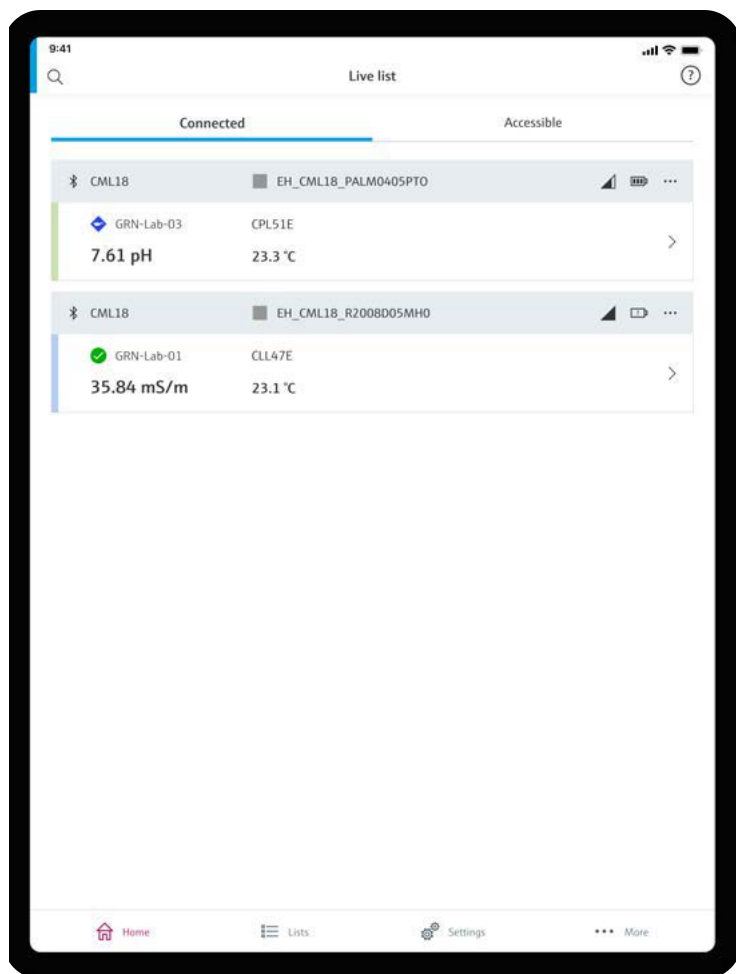 9:41
Live list
Connected Accessible
CML18 EH_CML18_PALM0405PTO
GRN-Lab-03 CPL51E
7.61 pH 23.3 °C
CML18 EH_CML18_R2008D05MH0
GRN-Lab-01 CLL47E
35.84 mS/m 23.1 °C
Home Lists Settings More